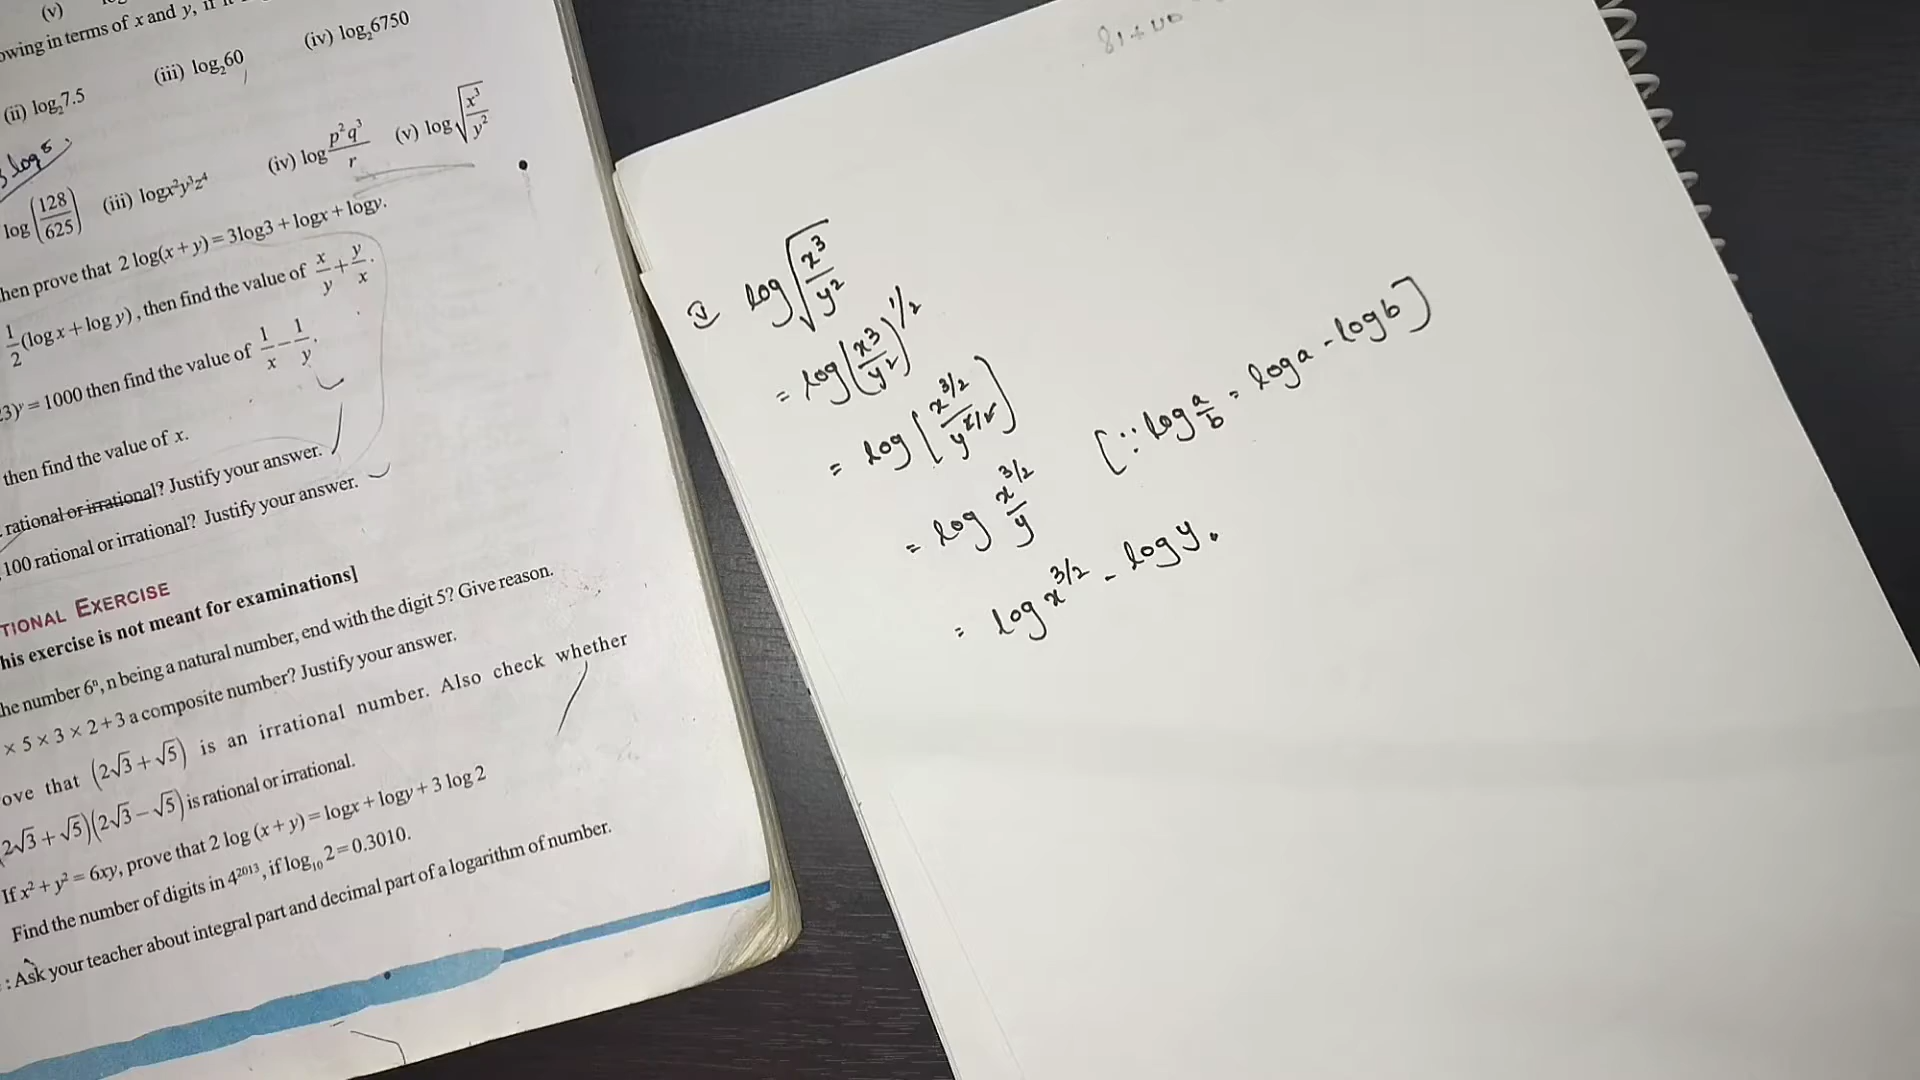 (v)
owing in terms of x and y, if it
(ii) log₂7.5 (iii) log₂60 (iv) log₂6750
3 log 5
log(128/625) (iii) logx²y³z⁴ (iv) log p²q³/r (v) log√(x³/y²)
hen prove that 2 log(x + y) = 3log3 + logx + logy.
1/2 (log x + log y), then find the value of x/y + y/x.
23)ʸ = 1000 then find the value of 1/x − 1/y.
then find the value of x.
rational or irrational? Justify your answer.
100 rational or irrational? Justify your answer.
TIONAL EXERCISE
his exercise is not meant for examinations]
he number 6ⁿ, n being a natural number, end with the digit 5? Give reason.
× 5 × 3 × 2 + 3 a composite number? Justify your answer.
ove that (2√3 + √5) is an irrational number. Also check whether
(2√3 + √5)(2√3 − √5) is rational or irrational.
If x² + y² = 6xy, prove that 2 log (x + y) = logx + logy + 3 log 2
Find the number of digits in 4²⁰¹³, if log₁₀ 2 = 0.3010.
: Ask your teacher about integral part and decimal part of a logarithm of number.
V log√(x³/y²)
= log(x3/y²)^1/2
= log[x^3/2/y^2/2]
= log x^3/2/y [∵ log a/b = log a - log b]
= log x^3/2 - log y.